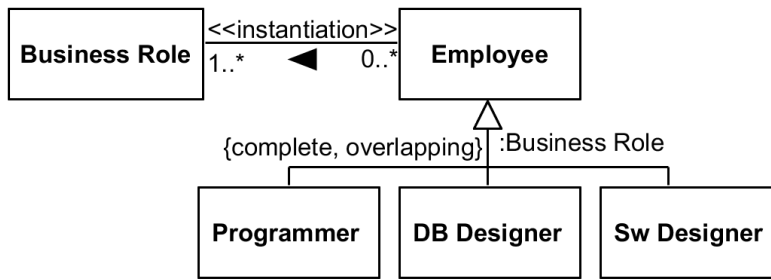 <<instantiation>>
Business Role
Employee
1..*
0..*
{complete, overlapping}
:Business Role
Programmer
DB Designer
Sw Designer